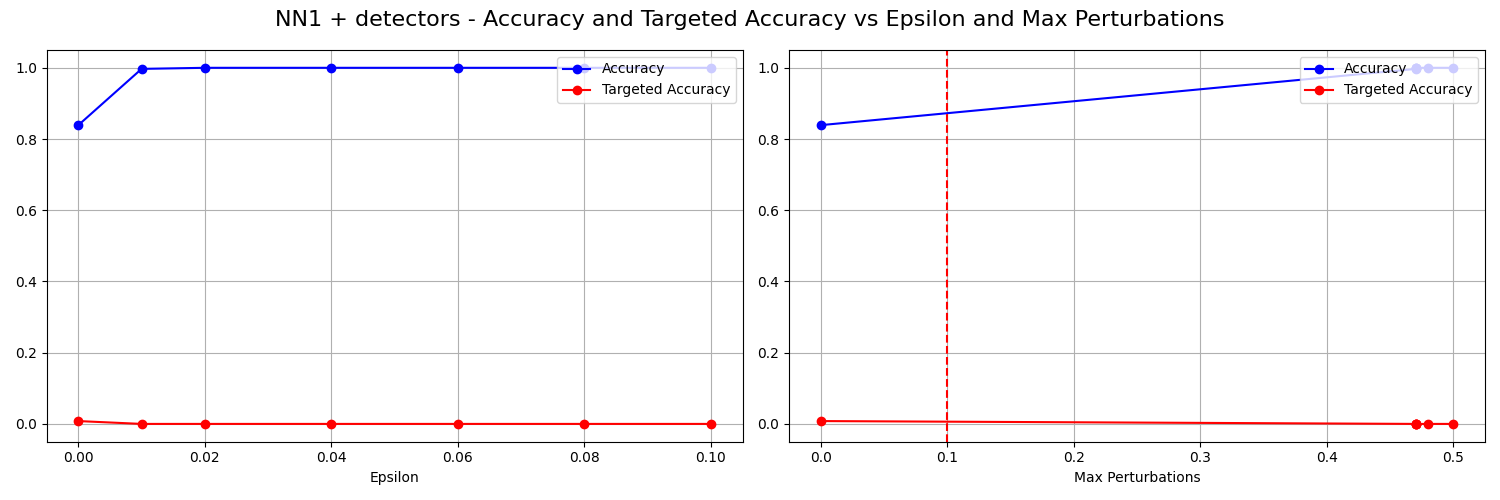 NN1 + detectors - Accuracy and Targeted Accuracy vs Epsilon and Max Perturbations
1.0
0.8
0.6
0.4
0.2
0.0
Accuracy
Targeted Accuracy
0.00 0.02 0.04 0.06 0.08 0.10
Epsilon
1.0
0.8
0.6
0.4
0.2
0.0
Accuracy
Targeted Accuracy
0.0 0.1 0.2 0.3 0.4 0.5
Max Perturbations